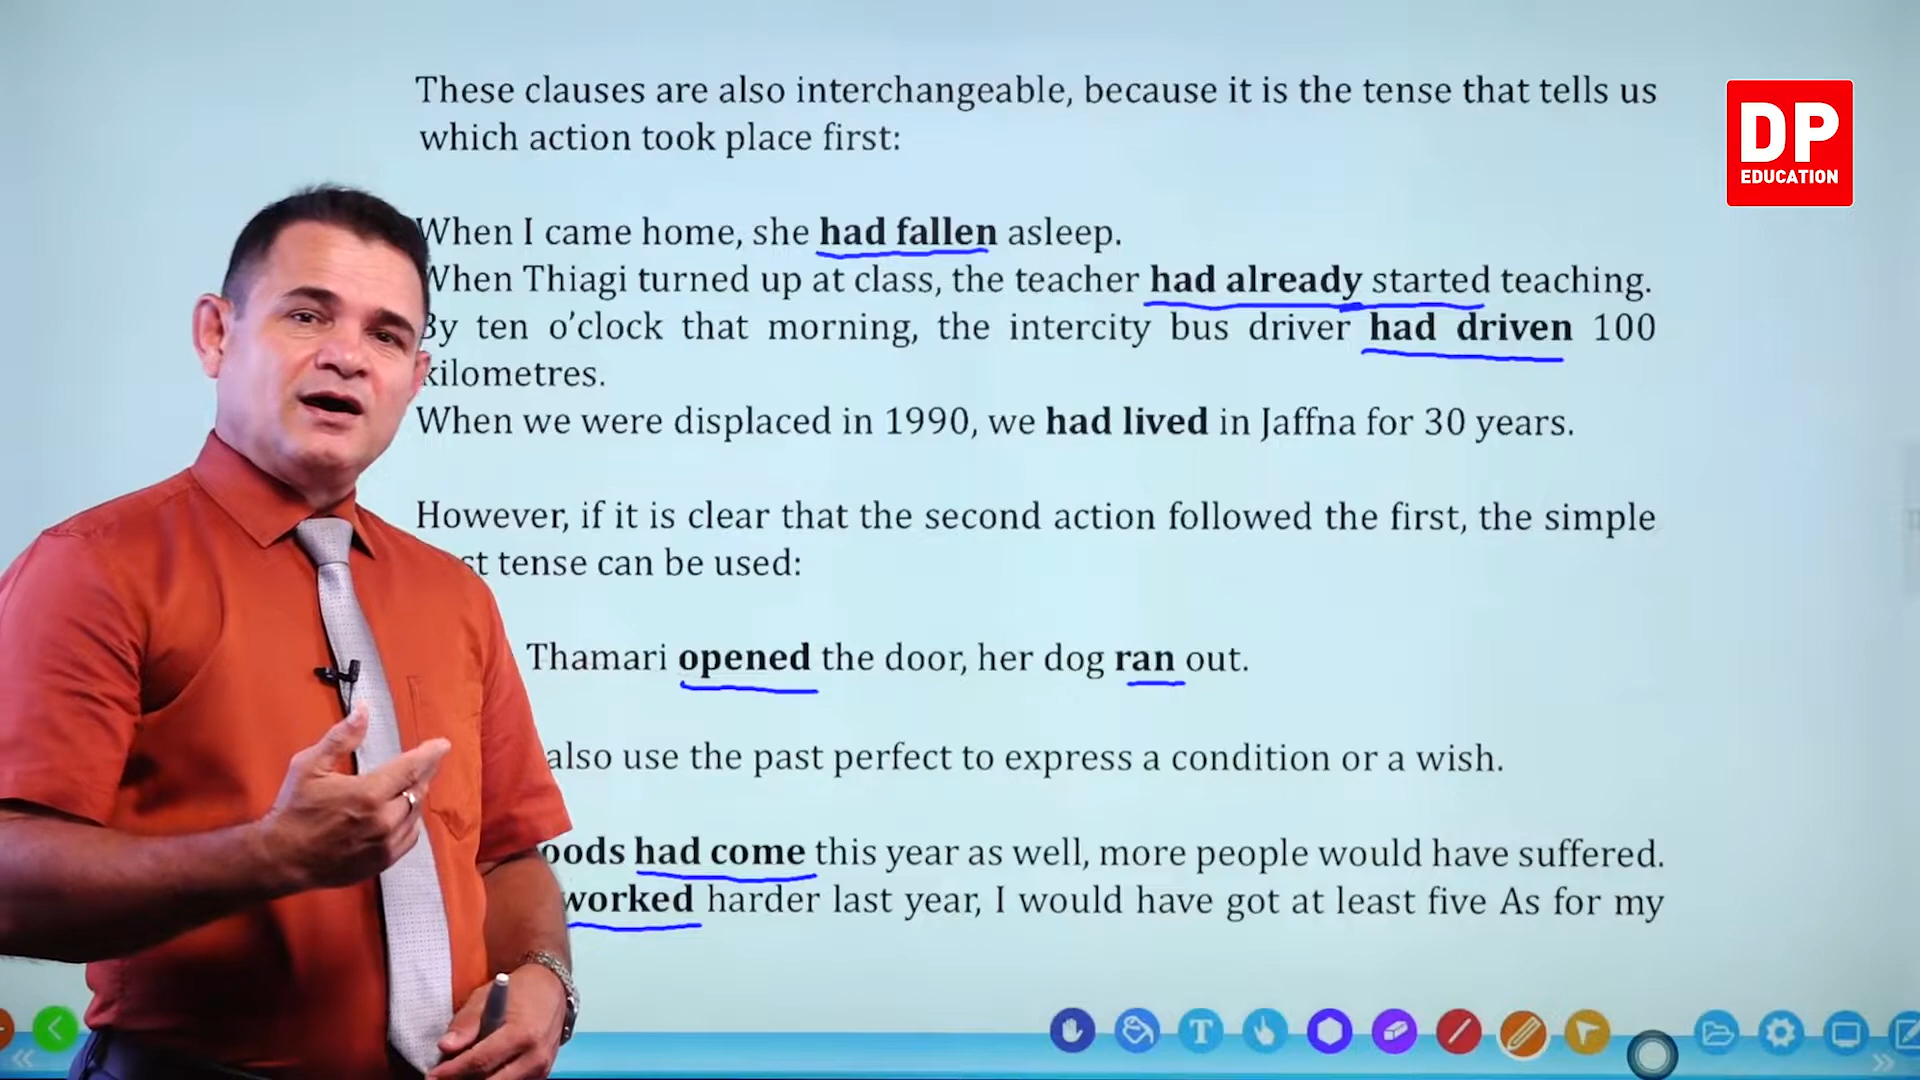 These clauses are also interchangeable, because it is the tense that tells us
which action took place first:
When I came home, she had fallen asleep.
When Thiagi turned up at class, the teacher had already started teaching.
By ten o’clock that morning, the intercity bus driver had driven 100
kilometres.
When we were displaced in 1990, we had lived in Jaffna for 30 years.
However, if it is clear that the second action followed the first, the simple
tense can be used:
Thamari opened the door, her dog ran out.
also use the past perfect to express a condition or a wish.
had come this year as well, more people would have suffered.
worked harder last year, I would have got at least five As for my
DP
EDUCATION